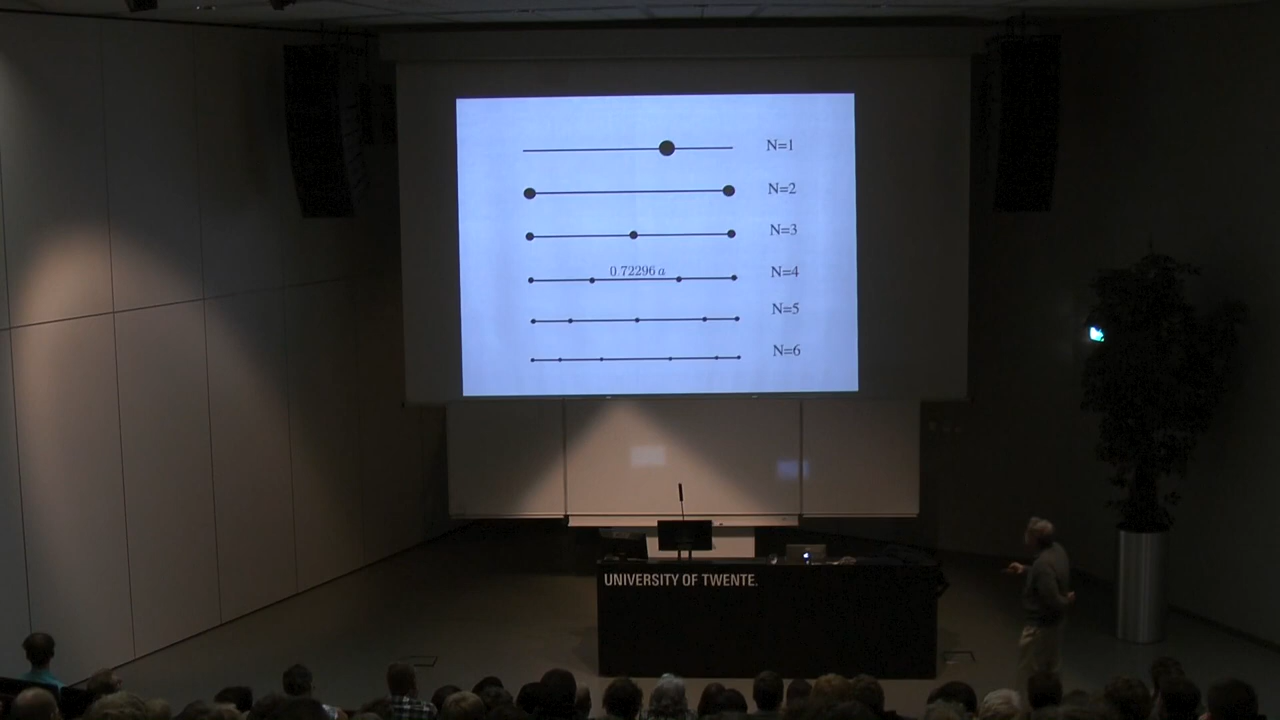 N=1
N=2
N=3
0.72296 a N=4
N=5
N=6
UNIVERSITY OF TWENTE.